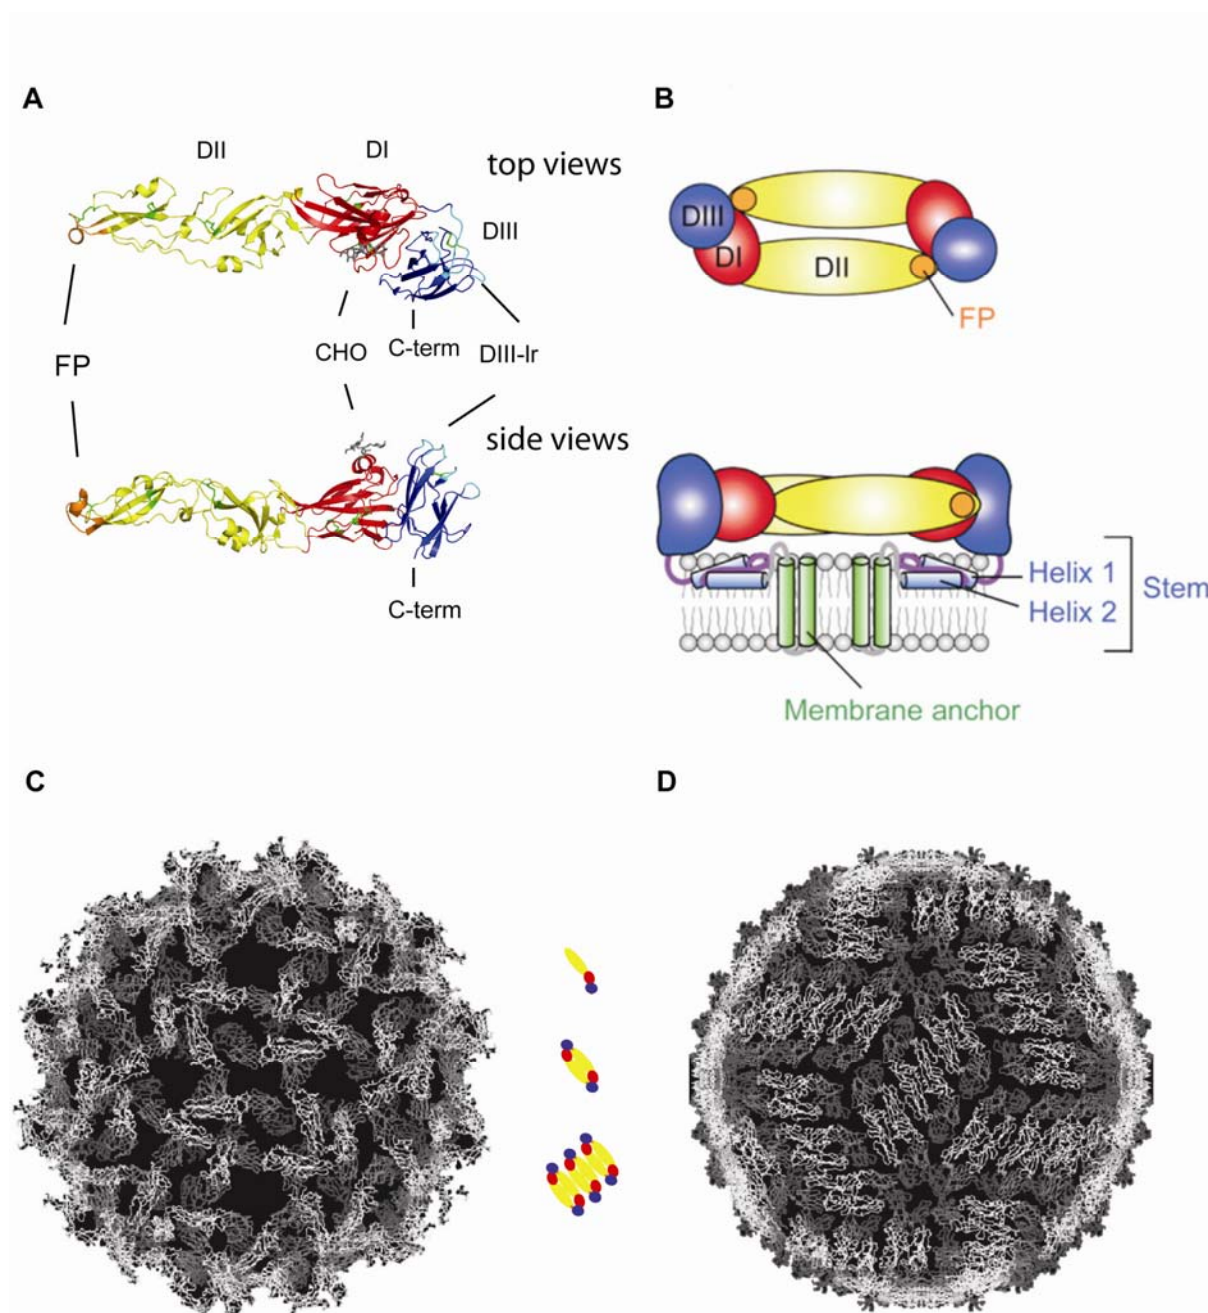 A
DII
DI
top views
DIII
FP
CHO
C-term
DIII-lr
side views
C-term
B
DIII
DI
DII
FP
Helix 1
Helix 2
Stem
Membrane anchor
C
D